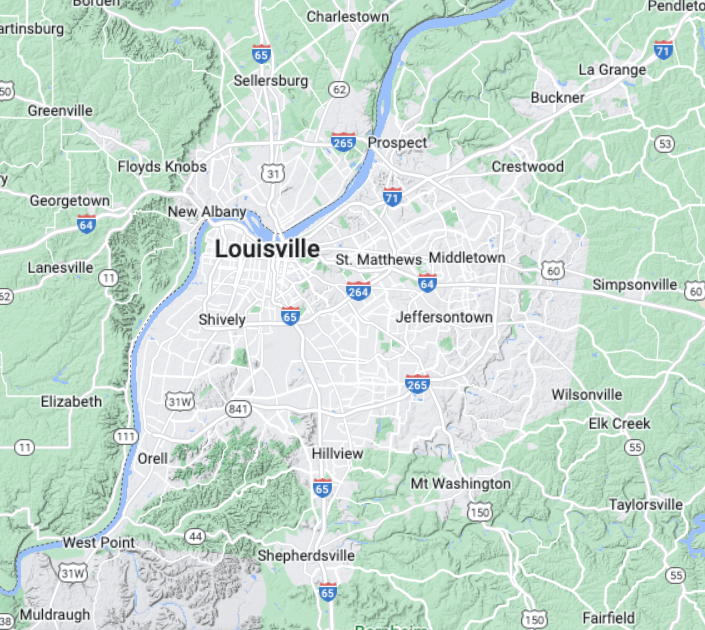 Borden
Charlestown
Pendleto
artinsburg
65
71
La Grange
Sellersburg
62
50
Buckner
Greenville
265
Prospect
53
Floyds Knobs
31
Crestwood
ry
71
Georgetown
New Albany
64
Louisville
St. Matthews
Middletown
Lanesville
11
60
64
Simpsonville
62
264
60
Shively
65
Jeffersontown
265
Wilsonville
Elizabeth
31W
841
Elk Creek
111
11
Hillview
55
Orell
65
Mt Washington
Taylorsville
150
44
West Point
Shepherdsville
31W
55
65
Muldraugh
38
150
Fairfield
Bernheim